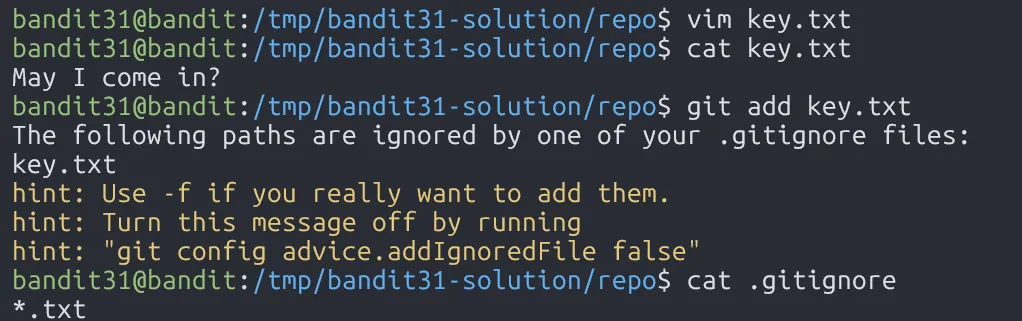 bandit31@bandit:/tmp/bandit31-solution/repo$ vim key.txt
bandit31@bandit:/tmp/bandit31-solution/repo$ cat key.txt
May I come in?
bandit31@bandit:/tmp/bandit31-solution/repo$ git add key.txt
The following paths are ignored by one of your .gitignore files:
key.txt
hint: Use -f if you really want to add them.
hint: Turn this message off by running
hint: "git config advice.addIgnoredFile false"
bandit31@bandit:/tmp/bandit31-solution/repo$ cat .gitignore
*.txt